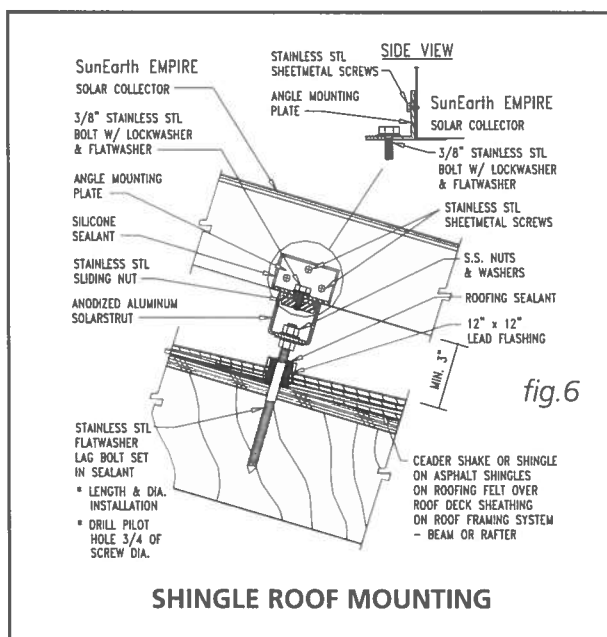 SIDE VIEW
STAINLESS STL
SHEETMETAL SCREWS
ANGLE MOUNTING
PLATE
SunEarth EMPIRE
SOLAR COLLECTOR
3/8" STAINLESS STL
BOLT W/ LOCKWASHER
& FLATWASHER
SunEarth EMPIRE
SOLAR COLLECTOR
3/8" STAINLESS STL
BOLT W/ LOCKWASHER
& FLATWASHER
ANGLE MOUNTING
PLATE
SILICONE
SEALANT
STAINLESS STL
SLIDING NUT
ANODIZED ALUMINUM
SOLARSTRUT
STAINLESS STL
SHEETMETAL SCREWS
S.S. NUTS
& WASHERS
ROOFING SEALANT
12" x 12"
LEAD FLASHING
MIN. 3"
fig.6
STAINLESS STL
FLATWASHER
LAG BOLT SET
IN SEALANT
* LENGTH & DIA.
INSTALLATION
* DRILL PILOT
HOLE 3/4 OF
SCREW DIA.
CEADER SHAKE OR SHINGLE
ON ASPHALT SHINGLES
ON ROOFING FELT OVER
ROOF DECK SHEATHING
ON ROOF FRAMING SYSTEM
- BEAM OR RAFTER
SHINGLE ROOF MOUNTING